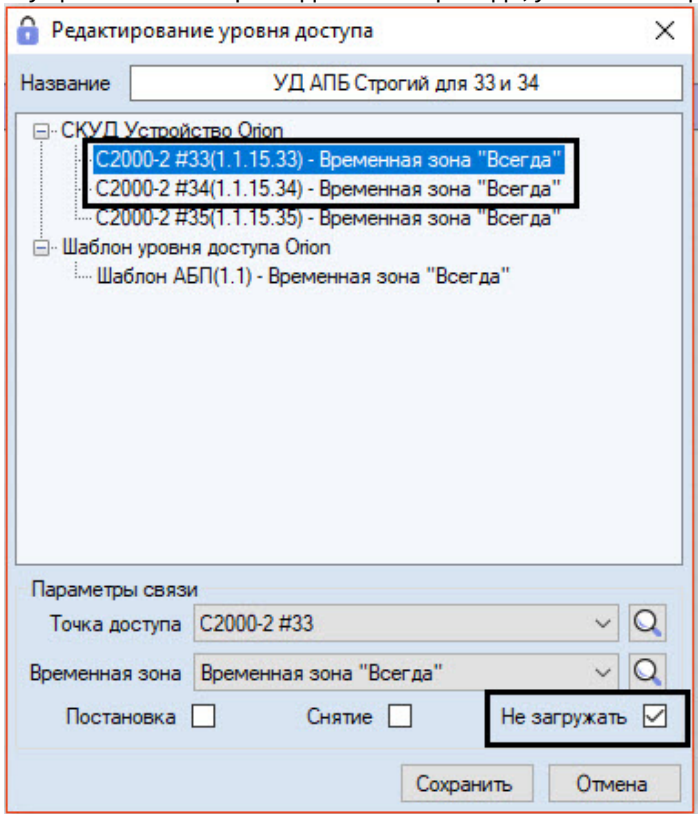 Редактирование уровня доступа
Название УД АПБ Строгий для 33 и 34
СКУД Устройство Orion
С2000-2 #33(1.1.15.33) - Временная зона "Всегда"
С2000-2 #34(1.1.15.34) - Временная зона "Всегда"
С2000-2 #35(1.1.15.35) - Временная зона "Всегда"
Шаблон уровня доступа Orion
Шаблон АБП(1.1) - Временная зона "Всегда"
Параметры связи
Точка доступа С2000-2 #33
Временная зона Временная зона "Всегда"
Постановка Снятие Не загружать
Сохранить Отмена